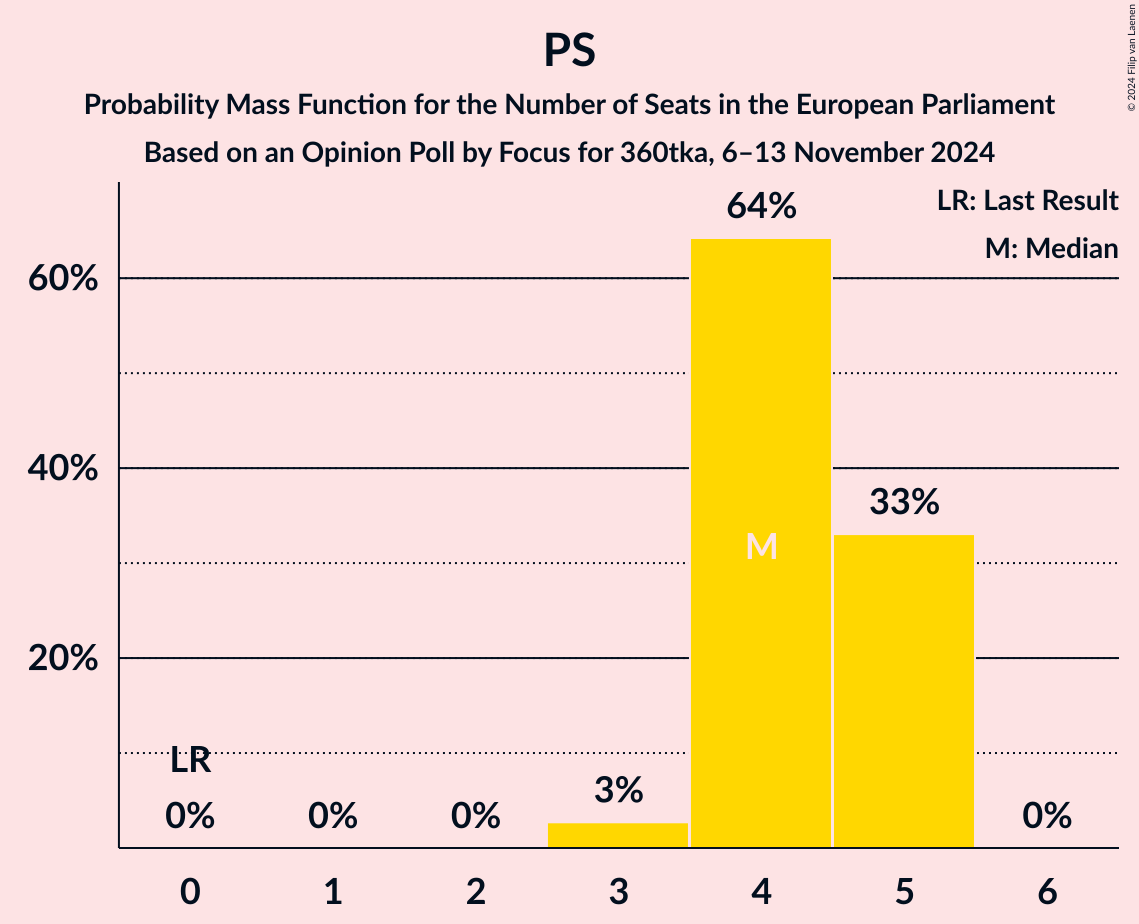 PS
Probability Mass Function for the Number of Seats in the European Parliament
Based on an Opinion Poll by Focus for 360tka, 6–13 November 2024
© 2024 Filip van Laenen
LR: Last Result
M: Median
60%
40%
20%
64%
33%
M
LR
3%
0%
0%
0%
0%
0
1
2
3
4
5
6